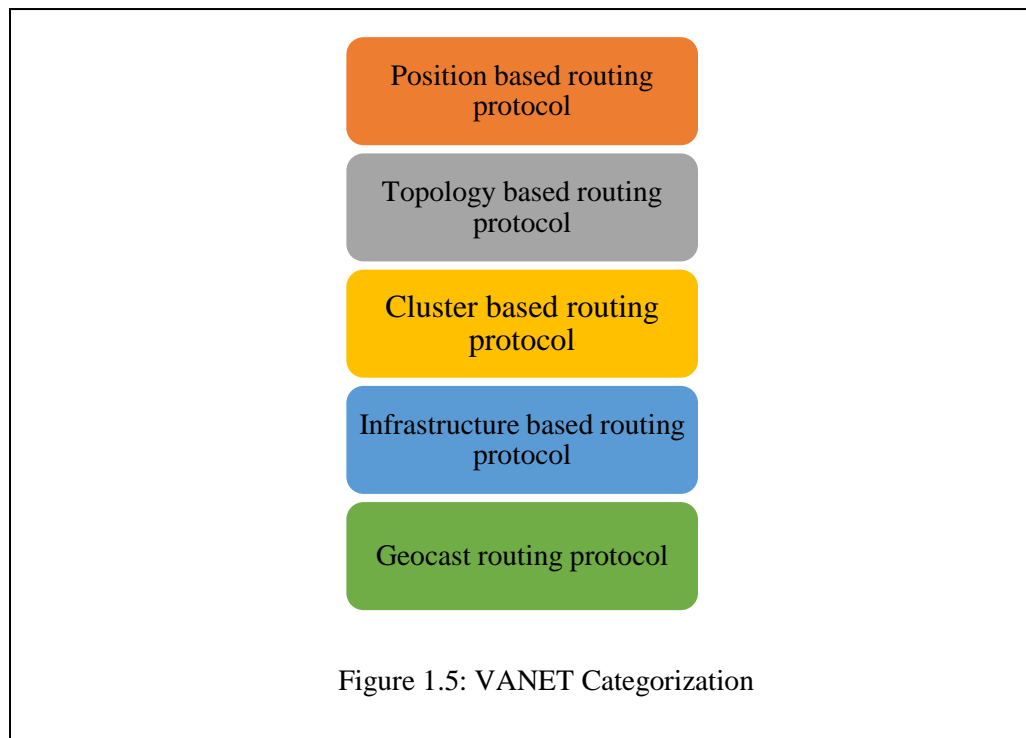 Position based routing
protocol
Topology based routing
protocol
Cluster based routing
protocol
Infrastructure based routing
protocol
Geocast routing protocol
Figure 1.5: VANET Categorization